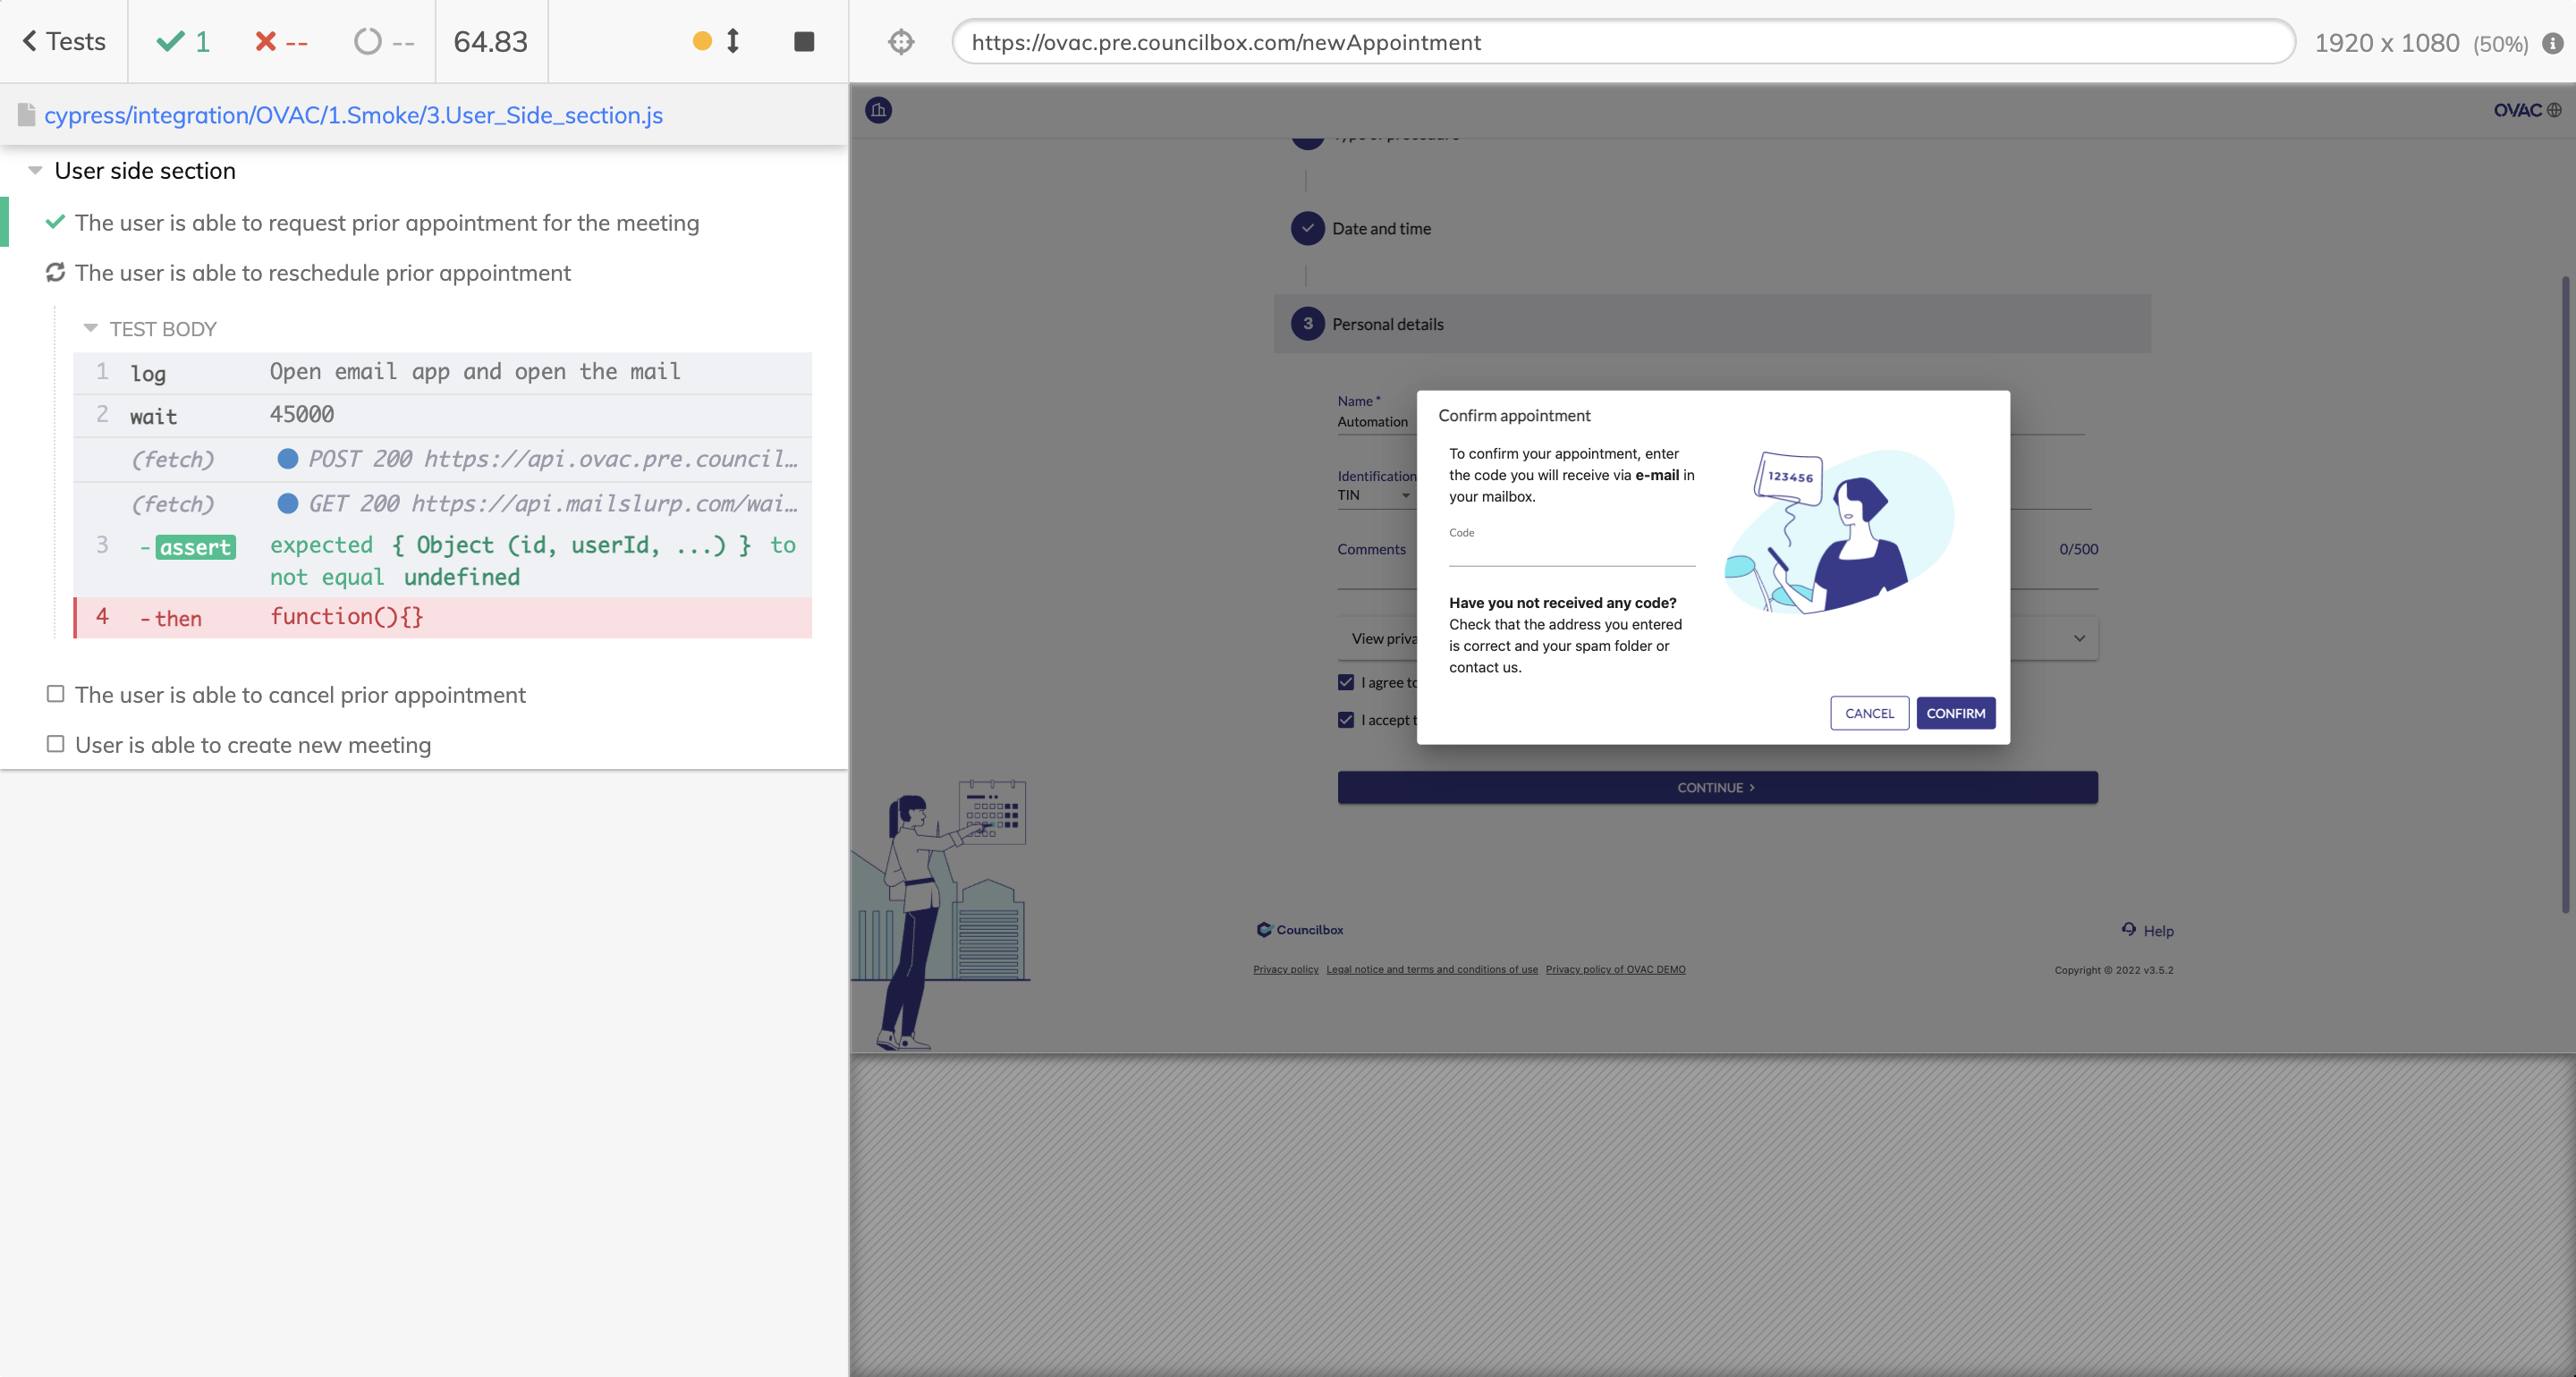 Tests
1
--
--
64.83
https://ovac.pre.councilbox.com/newAppointment
1920 x 1080 (50%)
cypress/integration/OVAC/1.Smoke/3.User_Side_section.js
User side section
The user is able to request prior appointment for the meeting
The user is able to reschedule prior appointment
TEST BODY
1 log Open email app and open the mail
2 wait 45000
(fetch) POST 200 https://api.ovac.pre.council...
(fetch) GET 200 https://api.mailslurp.com/wai...
3 -assert expected { Object (id, userId, ...) } to
not equal undefined
4 -then function(){}
The user is able to cancel prior appointment
User is able to create new meeting
OVAC
Type of procedure
Date and time
3 Personal details
Name *
Automation
Identification
TIN
Comments
0/500
View priva
I agree to
I accept t
Confirm appointment
To confirm your appointment, enter
the code you will receive via e-mail in
your mailbox.
Code
Have you not received any code?
Check that the address you entered
is correct and your spam folder or
contact us.
123456
CANCEL
CONFIRM
CONTINUE
Councilbox
Help
Privacy policy Legal notice and terms and conditions of use Privacy policy of OVAC DEMO
Copyright © 2022 v3.5.2